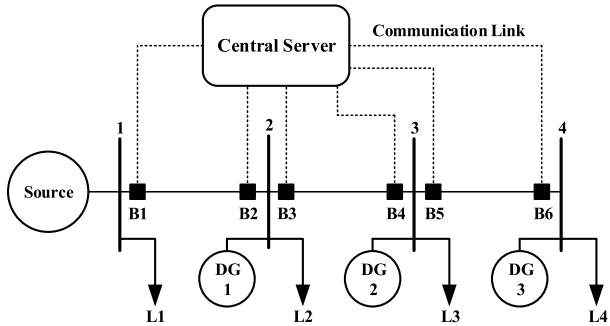 Central Server
Communication Link
1
2
3
4
Source
B1
B2
B3
B4
B5
B6
DG
1
DG
2
DG
3
L1
L2
L3
L4